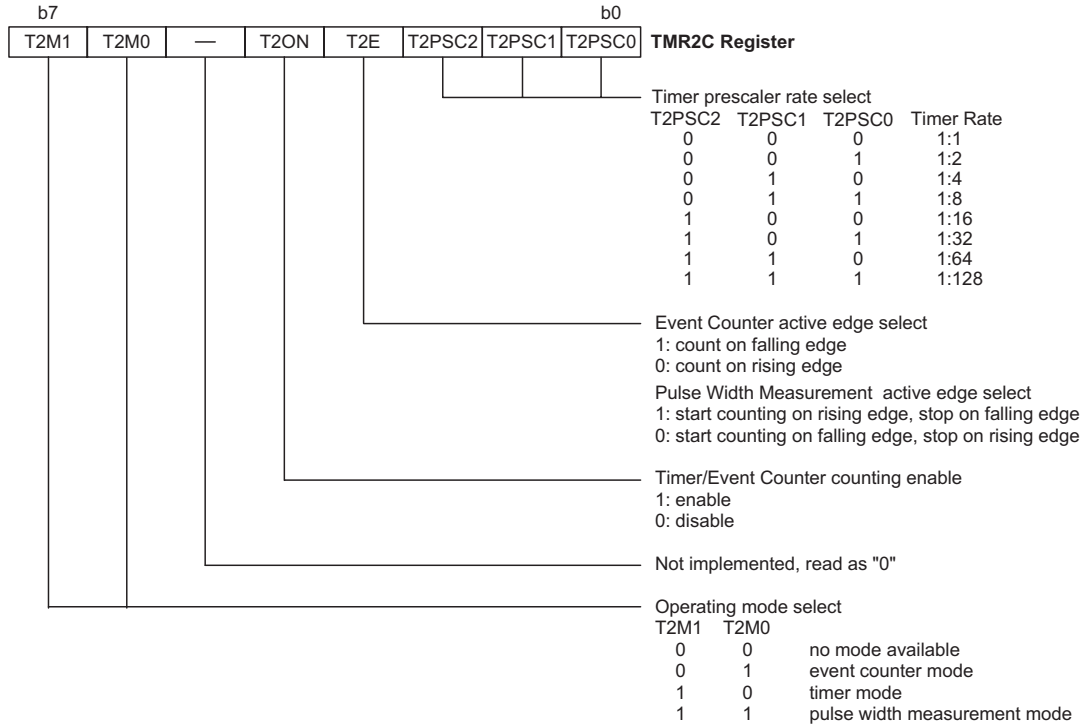 b7 b0
T2M1 T2M0 — T2ON T2E T2PSC2 T2PSC1 T2PSC0 TMR2C Register
Timer prescaler rate select
T2PSC2 T2PSC1 T2PSC0 Timer Rate
0 0 0 1:1
0 0 1 1:2
0 1 0 1:4
0 1 1 1:8
1 0 0 1:16
1 0 1 1:32
1 1 0 1:64
1 1 1 1:128
Event Counter active edge select
1: count on falling edge
0: count on rising edge
Pulse Width Measurement active edge select
1: start counting on rising edge, stop on falling edge
0: start counting on falling edge, stop on rising edge
Timer/Event Counter counting enable
1: enable
0: disable
Not implemented, read as "0"
Operating mode select
T2M1 T2M0
0 0 no mode available
0 1 event counter mode
1 0 timer mode
1 1 pulse width measurement mode